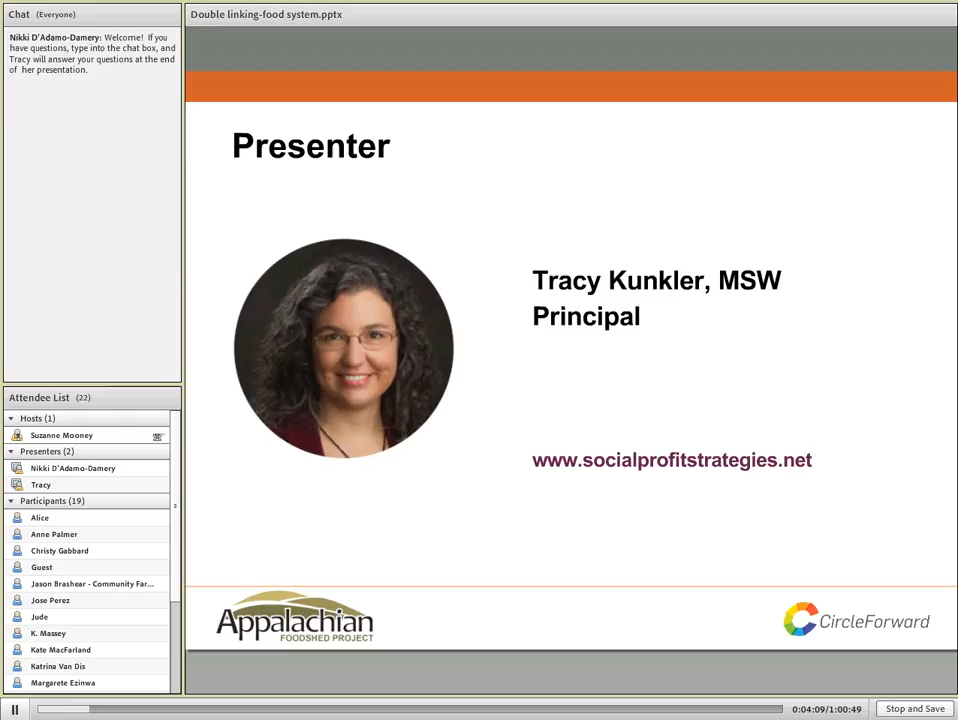 Chat (Everyone)
Nikki D'Adamo-Damery: Welcome! If you
have questions, type into the chat box, and
Tracy will answer your questions at the end
of her presentation.
Attendee List (22)
Hosts (1)
Suzanne Mooney
Presenters (2)
Nikki D'Adamo-Damery
Tracy
Participants (19)
Alice
Anne Palmer
Christy Gabbard
Guest
Jason Brashear - Community Far...
Jose Perez
Jude
K. Massey
Kate MacFarland
Katrina Van Dis
Margarete Ezinwa
Double linking-food system.pptx
Presenter
Tracy Kunkler, MSW
Principal
www.socialprofitstrategies.net
Appalachian
FOODSHED PROJECT
CircleForward
0:04:09/1:00:49
Stop and Save